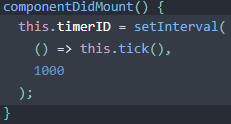 componentDidMount() {
  this.timerID = setInterval(
    () => this.tick(),
    1000
  );
}